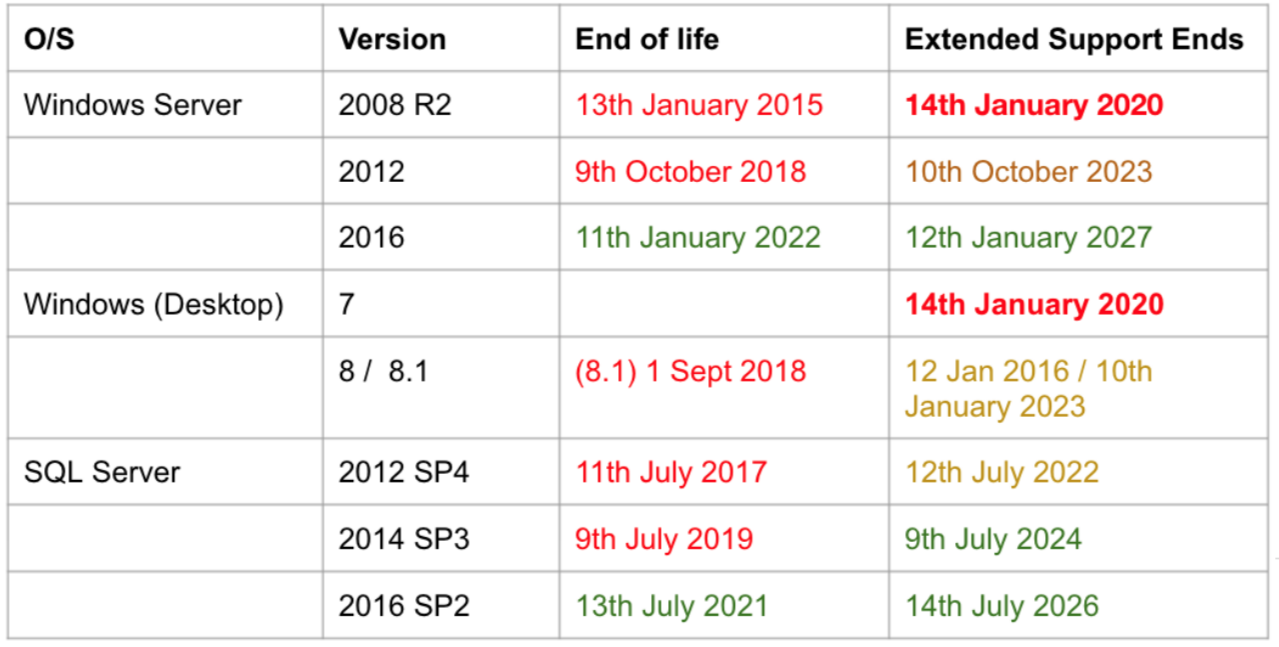 O/S Version End of life Extended Support Ends
Windows Server 2008 R2 13th January 2015 14th January 2020
2012 9th October 2018 10th October 2023
2016 11th January 2022 12th January 2027
Windows (Desktop) 7 14th January 2020
8 / 8.1 (8.1) 1 Sept 2018 12 Jan 2016 / 10th
January 2023
SQL Server 2012 SP4 11th July 2017 12th July 2022
2014 SP3 9th July 2019 9th July 2024
2016 SP2 13th July 2021 14th July 2026